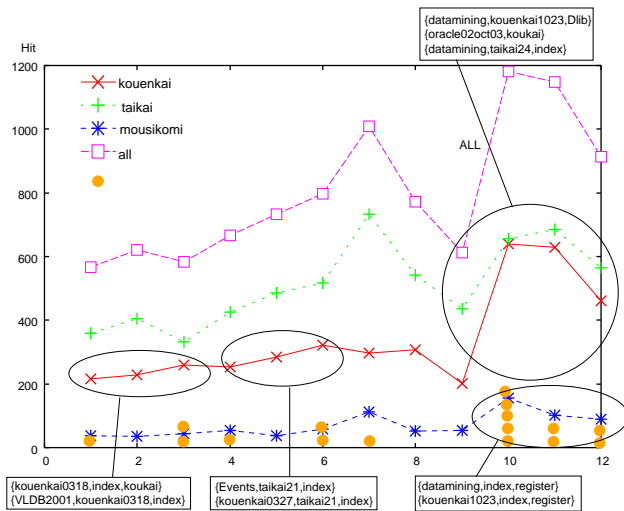 {datamining,kouenkai1023,Dlib}
{oracle02oct03,koukai}
{datamining,taikai24,index}
Hit
1200
1000
800
600
400
200
0
kouenkai
taikai
mousikomi
all
ALL
0 2 4 6 8 10 12
{kouenkai0318,index,koukai}
{VLDB2001,kouenkai0318,index}
{Events,taikai21,index}
{kouenkai0327,taikai21,index}
{datamining,index,register}
{kouenkai1023,index,register}